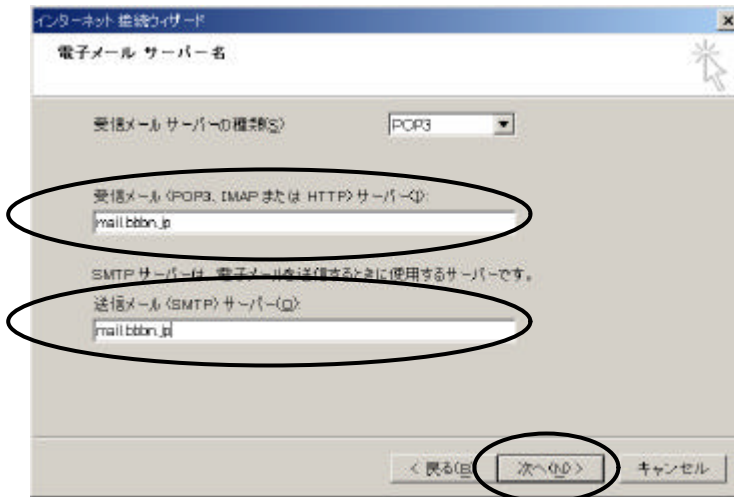 インターネット接続ウィザード
電子メール サーバー名
受信メール サーバーの種類(S)
POP3
受信メール (POP3、IMAP または HTTP) サーバー(I):
mail.bbbn.jp
SMTP サーバーは、電子メールを送信するときに使用するサーバーです。
送信メール (SMTP) サーバー(O):
mail.bbbn.jp
< 戻る(B)
次へ(N) >
キャンセル